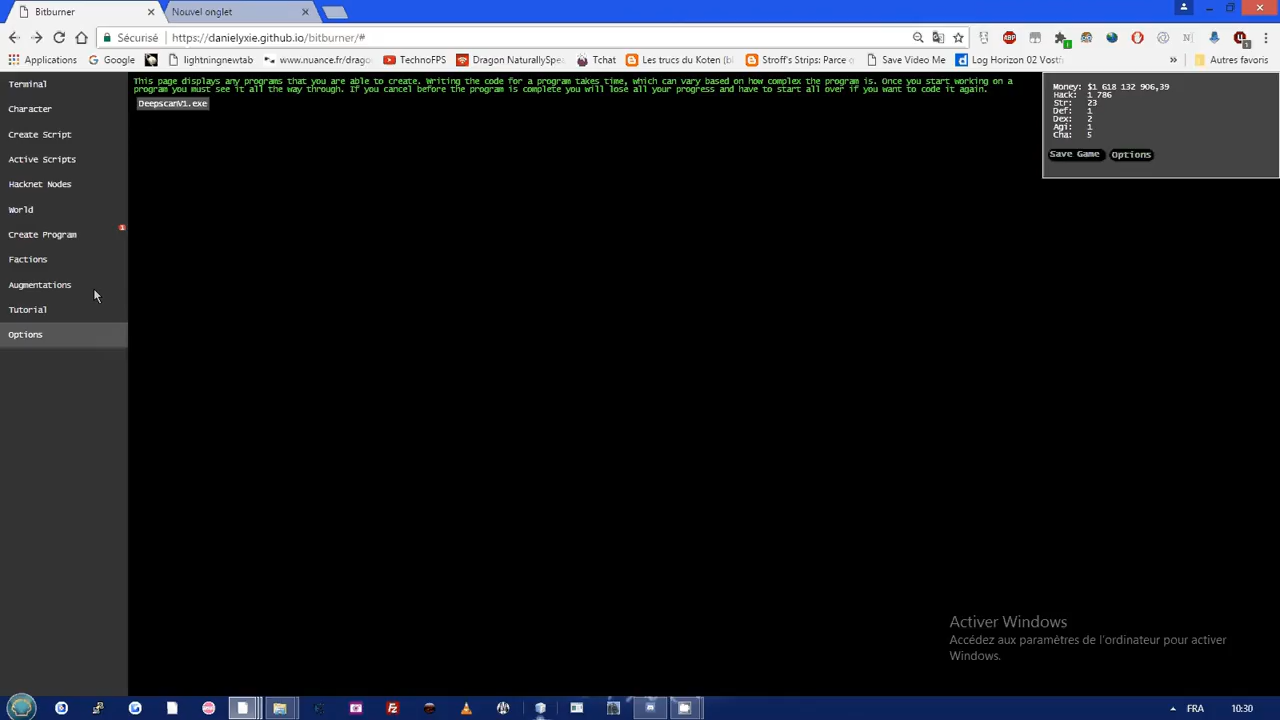 Bitburner
Nouvel onglet
Sécurisé
https://danielyxie.github.io/bitburner/#
Applications
Google
lightningnewtab
www.nuance.fr/drago
TechnoFPS
Dragon NaturallySpea
Tchat
Les trucs du Koten (bl
Stroff's Strips: Parce q
Save Video Me
Log Horizon 02 Vostf
»
Autres favoris
Terminal
Character
Create Script
Active Scripts
Hacknet Nodes
World
Create Program
1
Factions
Augmentations
Tutorial
Options
This page displays any programs that you are able to create. Writing the code for a program takes time, which can vary based on how complex the program is. Once you start working on a
program you must see it all the way through. If you cancel before the program is complete you will lose all your progress and have to start all over if you want to code it again.
DeepscanV1.exe
Money: $1 618 132 906,39
Hack: 1 786
Str: 23
Def: 1
Dex: 2
Agi: 1
Cha: 5
Save Game
Options
Activer Windows
Accédez aux paramètres de l'ordinateur pour activer
Windows.
FRA
10:30